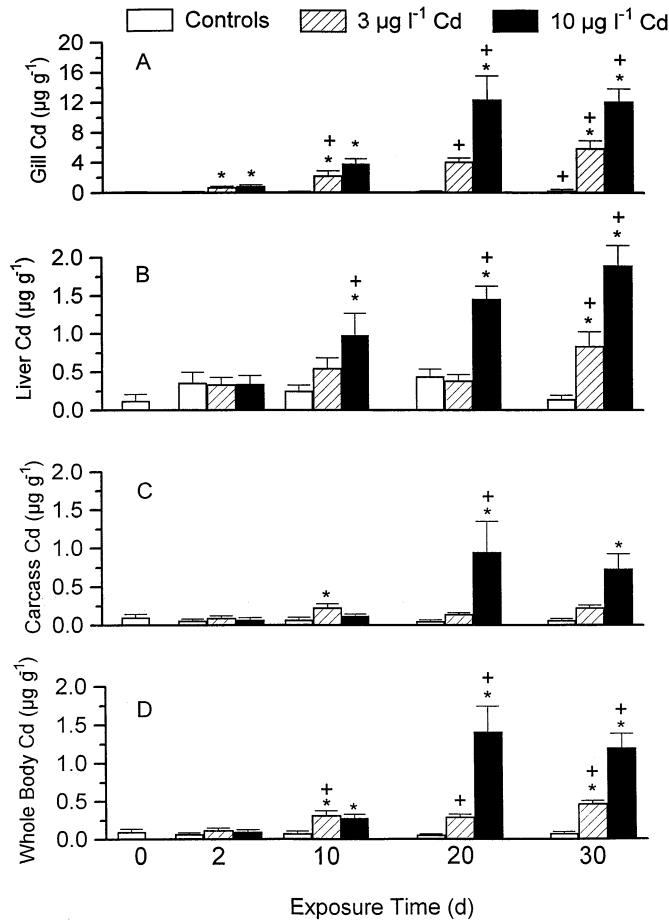 Controls 3 µg l⁻¹ Cd 10 µg l⁻¹ Cd
A
Gill Cd (µg g⁻¹)
20
16
12
8
4
0
* * + * * + + * + + * + *
B
Liver Cd (µg g⁻¹)
2.0
1.5
1.0
0.5
0.0
+ * + * + * + *
C
Carcass Cd (µg g⁻¹)
2.0
1.5
1.0
0.5
0.0
* + * *
D
Whole Body Cd (µg g⁻¹)
2.0
1.5
1.0
0.5
0.0
+ * * + + * + * + *
0 2 10 20 30
Exposure Time (d)